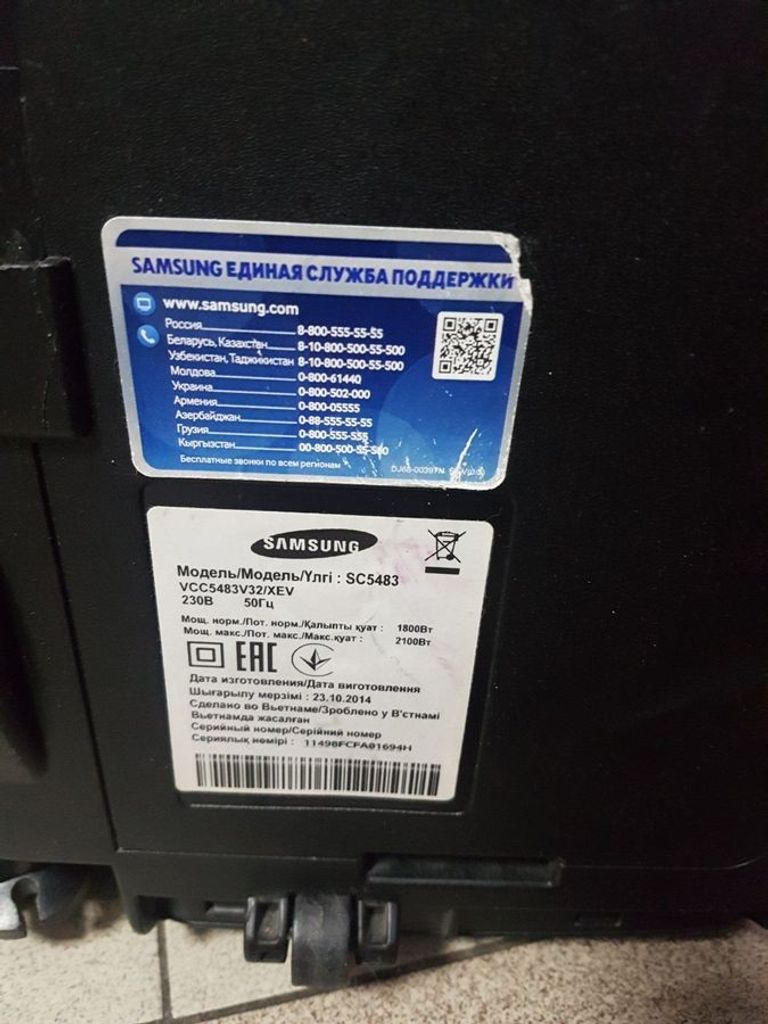 SAMSUNG ЕДИНАЯ СЛУЖБА ПОДДЕРЖКИ
www.samsung.com
Россия 8-800-555-55-55
Беларусь, Казахстан 8-10-800-500-55-500
Узбекистан, Таджикистан 8-10-800-500-55-500
Молдова 0-800-61440
Украина 0-800-502-000
Армения 0-800-05555
Азербайджан 0-88-555-55-55
Грузия 0-800-555-555
Кыргызстан 00-800-500-55-500
Бесплатные звонки по всем регионам
SAMSUNG
Модель/Модель/Үлгі : SC5483
VCC5483V32/XEV
230В 50Гц
Мощ. норм./Пот. норм./Қалыпты қуат : 1800Вт
Мощ. макс./Пот. макс./Макс.қуат : 2100Вт
EAC
Дата изготовления/Дата виготовлення
Шығарылу мерзімі : 23.10.2014
Сделано во Вьетнаме/Зроблено у В'єтнамі
Вьетнамда жасалған
Серийный номер/Серійний номер
Сериялық нөмірі : 11498FCFA01694H